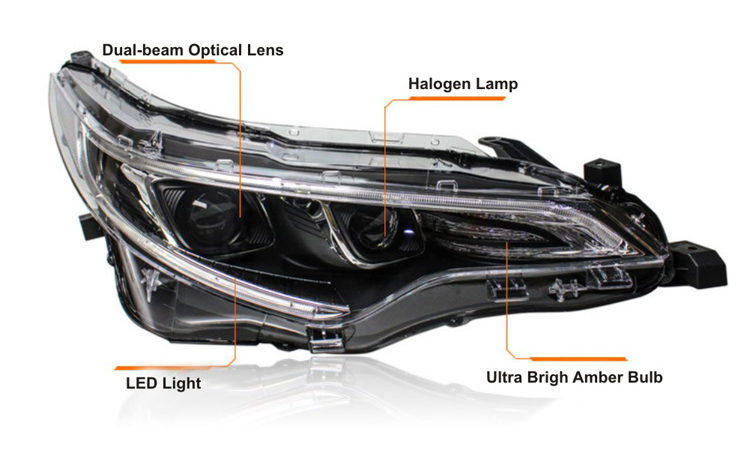 Dual-beam Optical Lens
Halogen Lamp
LED Light
Ultra Brigh Amber Bulb